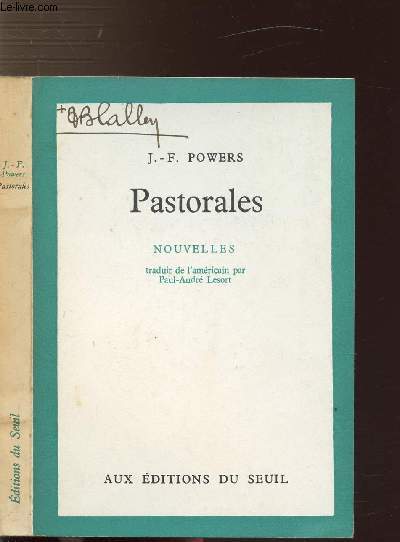 Le-livre.com
J.-F.
Powers
Pastorales
Éditions du Seuil
J.-F. POWERS
Pastorales
NOUVELLES
traduit de l'américain par
Paul-André Lesort
AUX ÉDITIONS DU SEUIL